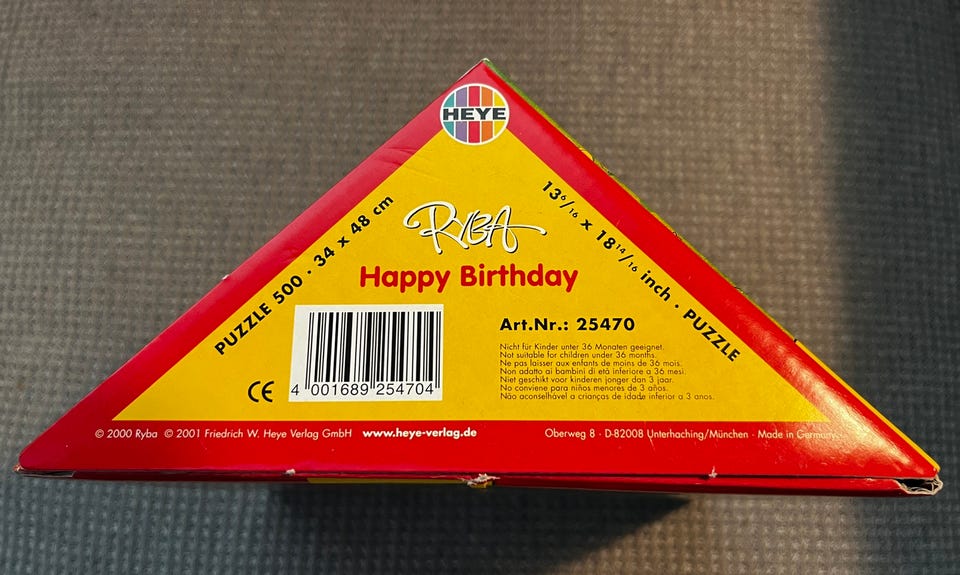 HEYE
PUZZLE 500 · 34 x 48 cm
13 6/16 x 18 14/16 inch · PUZZLE
RYBA
Happy Birthday
Art.Nr.: 25470
Nicht für Kinder unter 36 Monaten geeignet.
Not suitable for children under 36 months.
Ne pas laisser aux enfants de moins de 36 mois.
Non adatto ai bambini di età inferiore a 36 mesi.
Niet geschikt voor kinderen jonger dan 3 jaar.
No conviene para niños menores de 3 años.
Não aconselhável a crianças de idade inferior a 3 anos.
CE
4 001689 254704
© 2000 Ryba © 2001 Friedrich W. Heye Verlag GmbH www.heye-verlag.de
Oberweg 8 · D-82008 Unterhaching/München · Made in Germany